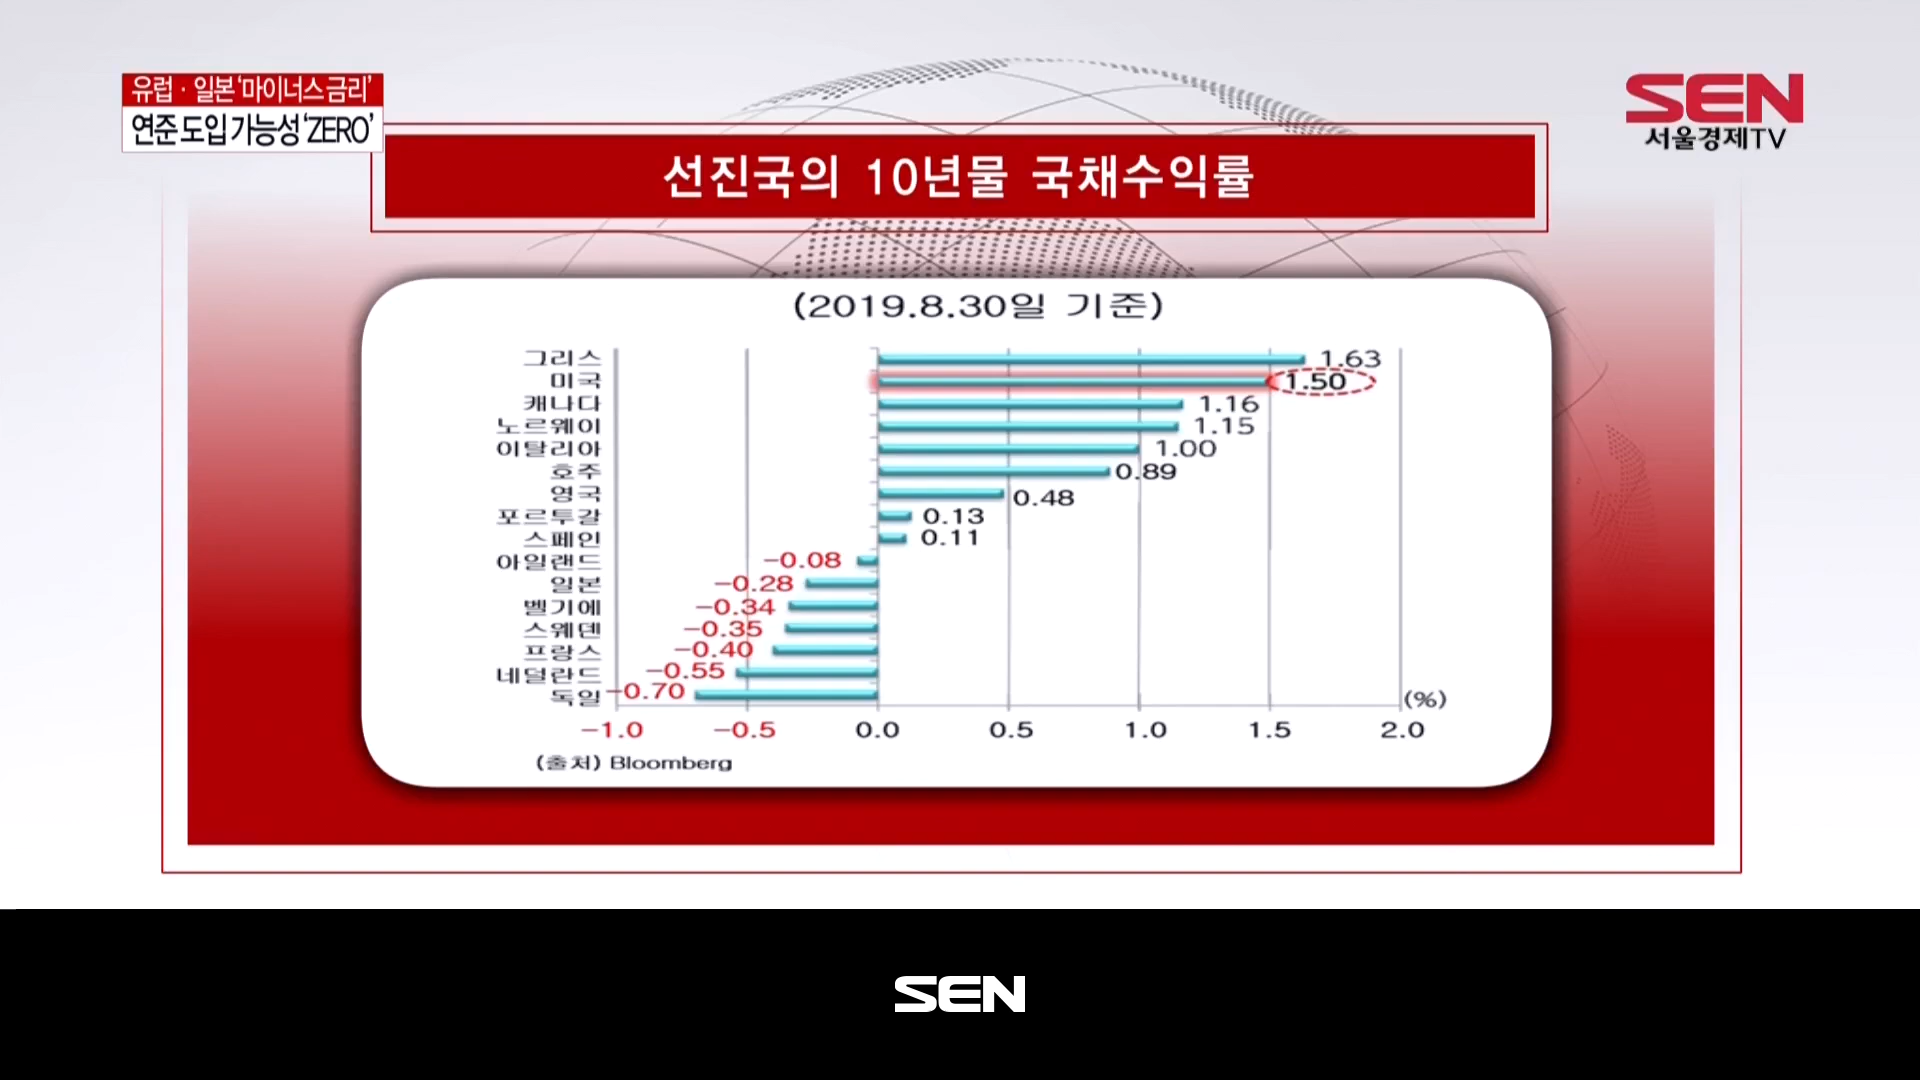 유럽 · 일본 '마이너스 금리'
연준 도입 가능성 'ZERO'
SEN
서울경제TV
선진국의 10년물 국채수익률
(2019.8.30일 기준)
그리스 1.63
미국 1.50
캐나다 1.16
노르웨이 1.15
이탈리아 1.00
호주 0.89
영국 0.48
포르투갈 0.13
스페인 0.11
아일랜드 -0.08
일본 -0.28
벨기에 -0.34
스웨덴 -0.35
프랑스 -0.40
네덜란드 -0.55
독일 -0.70
(%)
-1.0 -0.5 0.0 0.5 1.0 1.5 2.0
(출처) Bloomberg
SEN